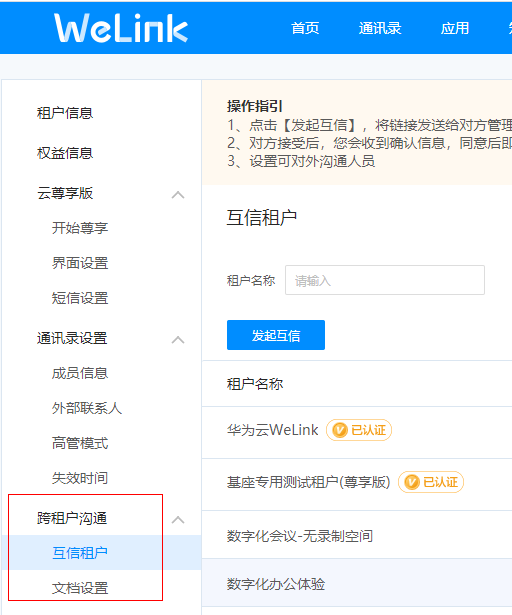 WeLink
首页
通讯录
应用
租户信息
权益信息
云尊享版
开始尊享
界面设置
短信设置
通讯录设置
成员信息
外部联系人
高管模式
失效时间
跨租户沟通
互信租户
文档设置
操作指引
1、点击【发起互信】，将链接发送给对方管理
2、对方接受后，您会收到确认信息，同意后即
3、设置可对外沟通人员
互信租户
租户名称 请输入
发起互信
租户名称
华为云WeLink V 已认证
基座专用测试租户(尊享版) V 已认证
数字化会议-无录制空间
数字化办公体验